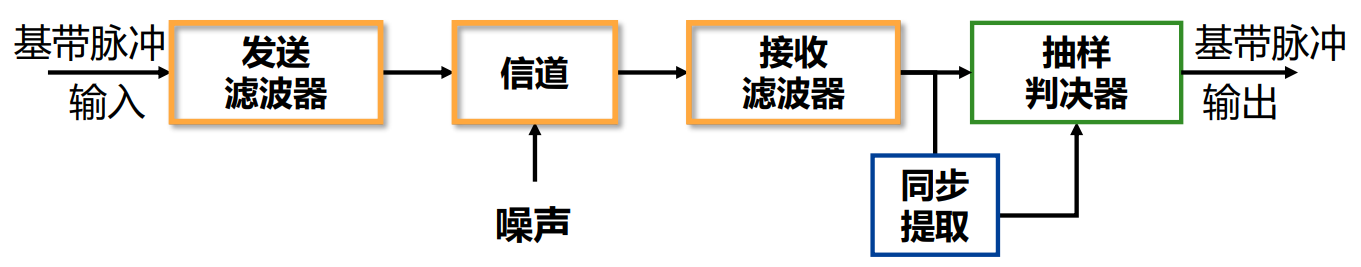 基带脉冲
输入
发送
滤波器
信道
噪声
接收
滤波器
同步
提取
抽样
判决器
基带脉冲
输出